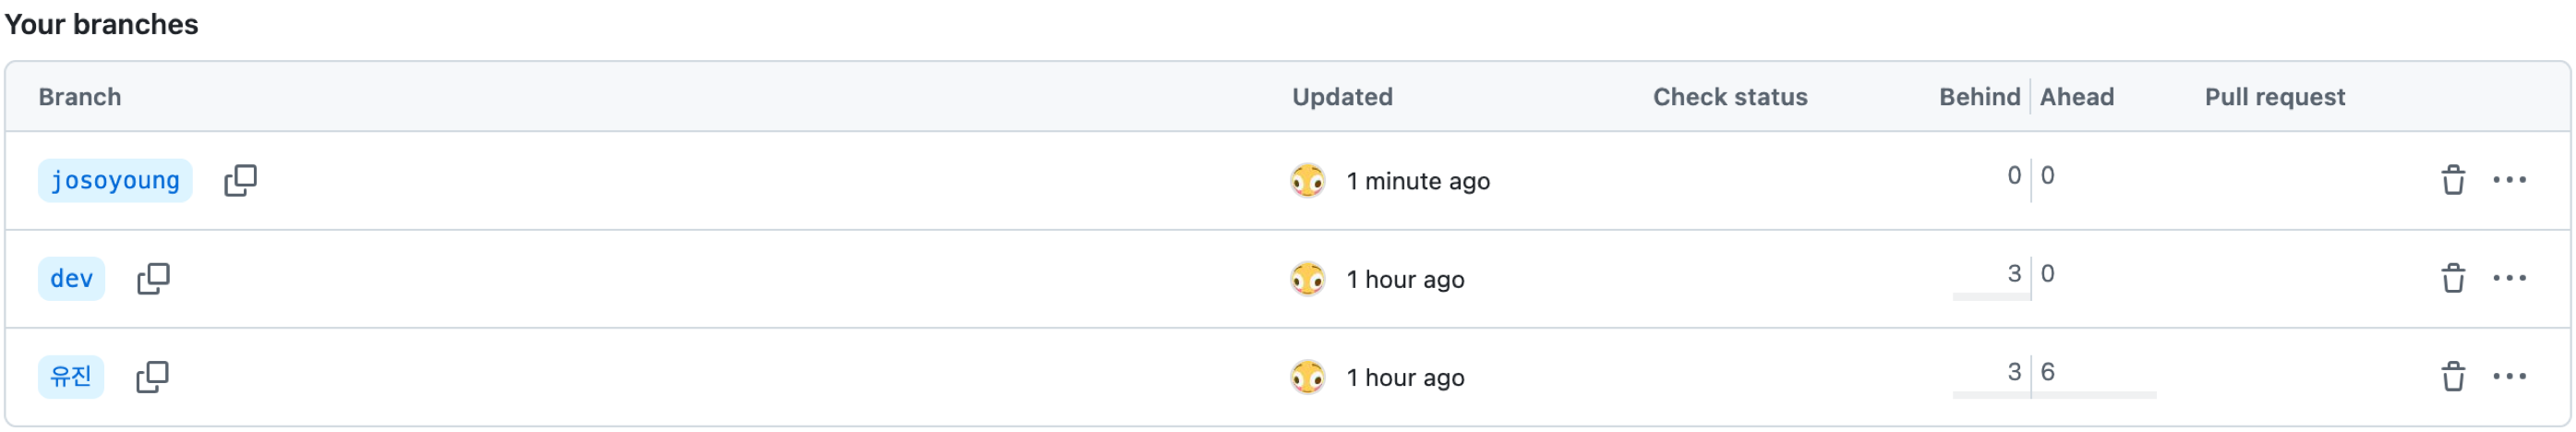 Your branches
Branch Updated Check status Behind Ahead Pull request
josoyoung 1 minute ago 0 0
dev 1 hour ago 3 0
유진 1 hour ago 3 6